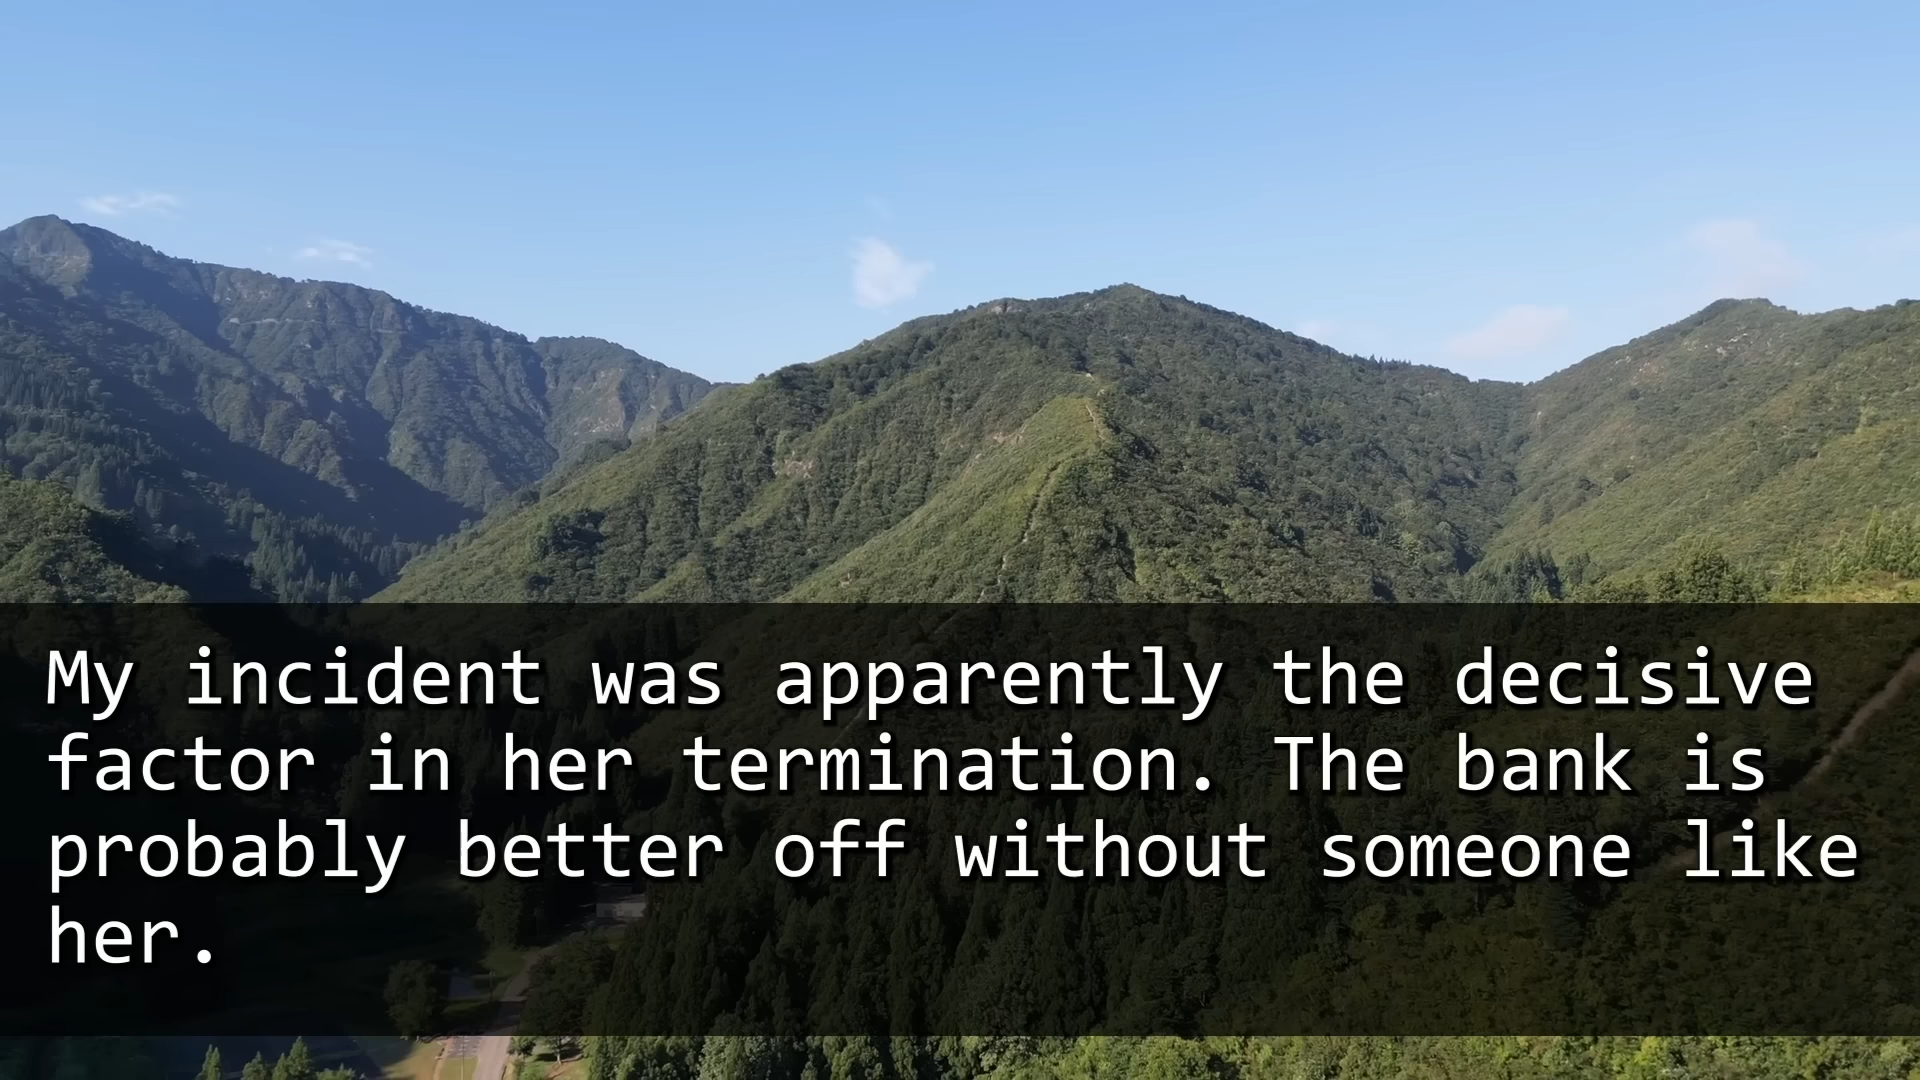 My incident was apparently the decisive
factor in her termination. The bank is
probably better off without someone like
her.